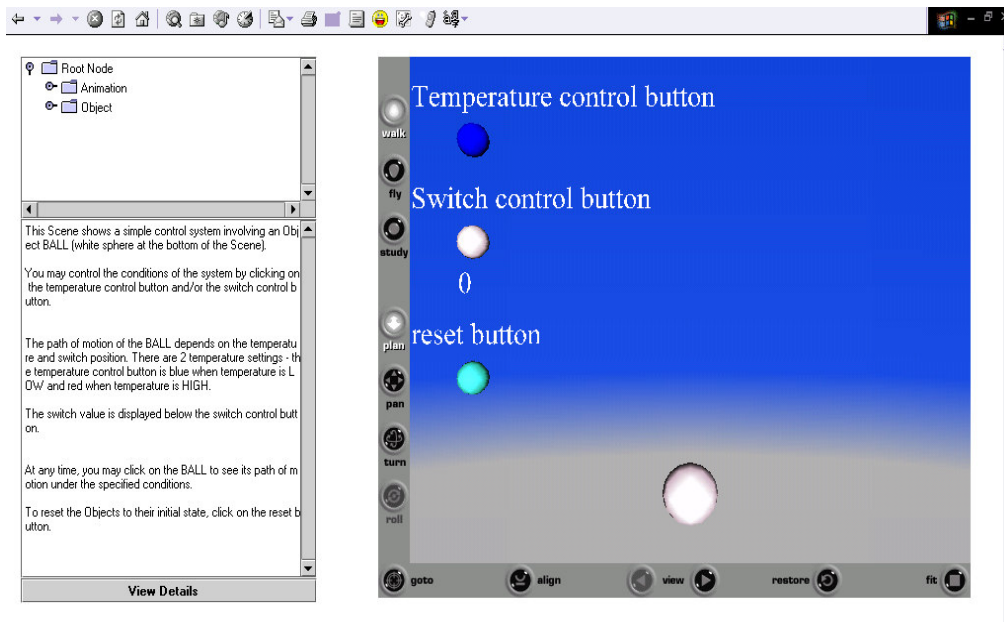 Root Node
Animation
Object
This Scene shows a simple control system involving an Obj
ect BALL (white sphere at the bottom of the Scene).
You may control the conditions of the system by clicking on
the temperature control button and/or the switch control b
utton.
The path of motion of the BALL depends on the temperatu
re and switch position. There are 2 temperature settings - th
e temperature control button is blue when temperature is L
OW and red when temperature is HIGH.
The switch value is displayed below the switch control butt
on.
At any time, you may click on the BALL to see its path of m
otion under the specified conditions.
To reset the Objects to their initial state, click on the reset b
utton.
View Details
Temperature control button
walk
fly
Switch control button
study
0
plan
reset button
pan
turn
roll
goto
align
view
restore
fit